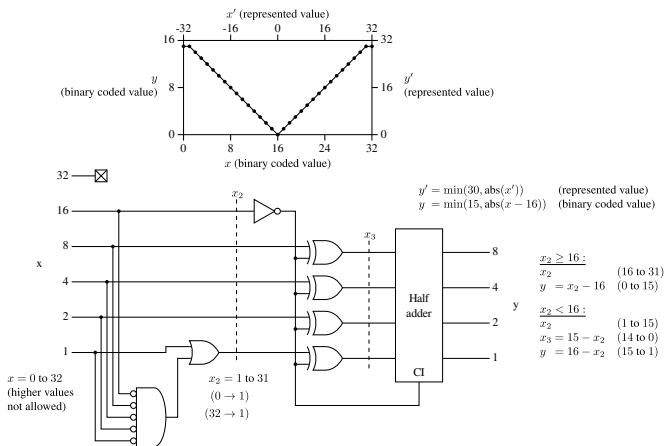 x′ (represented value)
-32 -16 0 16 32
16 32
y y′
8 16
(binary coded value) (represented value)
0 0
0 8 16 24 32
x (binary coded value)
32
y′ = min(30, abs(x′)) (represented value)
y = min(15, abs(x − 16)) (binary coded value)
x₂
16
x₃
8 8
x
4 4
Half
adder
y
2 2
1 1
CI
x₂ ≥ 16 :
x₂ (16 to 31)
y = x₂ − 16 (0 to 15)
x₂ < 16 :
x₂ (1 to 15)
x₃ = 15 − x₂ (14 to 0)
y = 16 − x₂ (15 to 1)
x = 0 to 32
(higher values
not allowed)
x₂ = 1 to 31
(0 → 1)
(32 → 1)